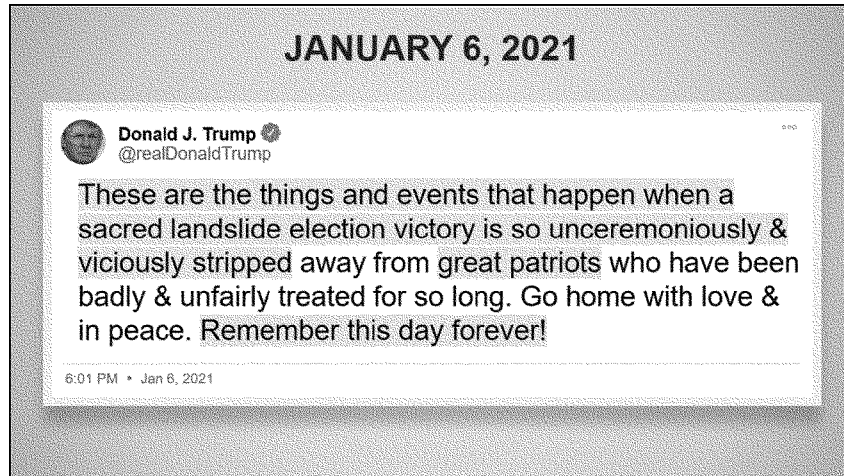 JANUARY 6, 2021
Donald J. Trump
@realDonaldTrump
These are the things and events that happen when a
sacred landslide election victory is so unceremoniously &
viciously stripped away from great patriots who have been
badly & unfairly treated for so long. Go home with love &
in peace. Remember this day forever!
6:01 PM • Jan 6, 2021